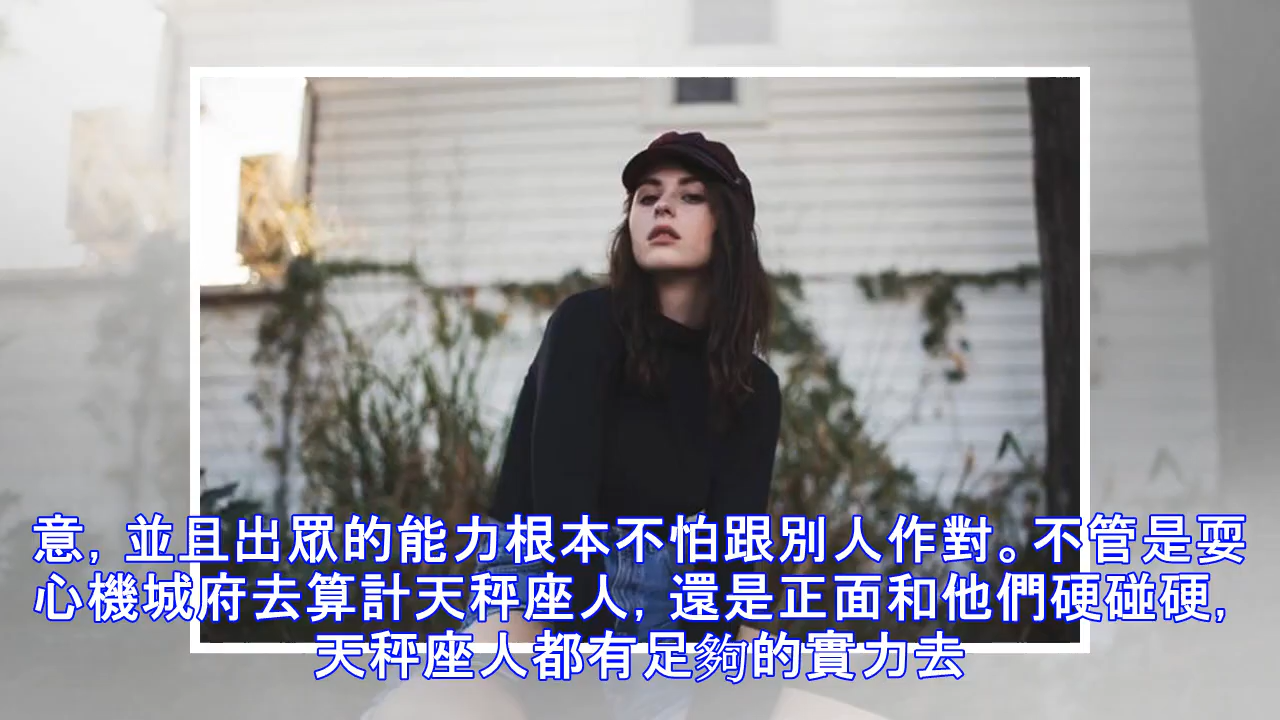 意, 並且出眾的能力根本不怕跟別人作對。不管是耍
心機城府去算計天秤座人, 還是正面和他們硬碰硬,
天秤座人都有足夠的實力去